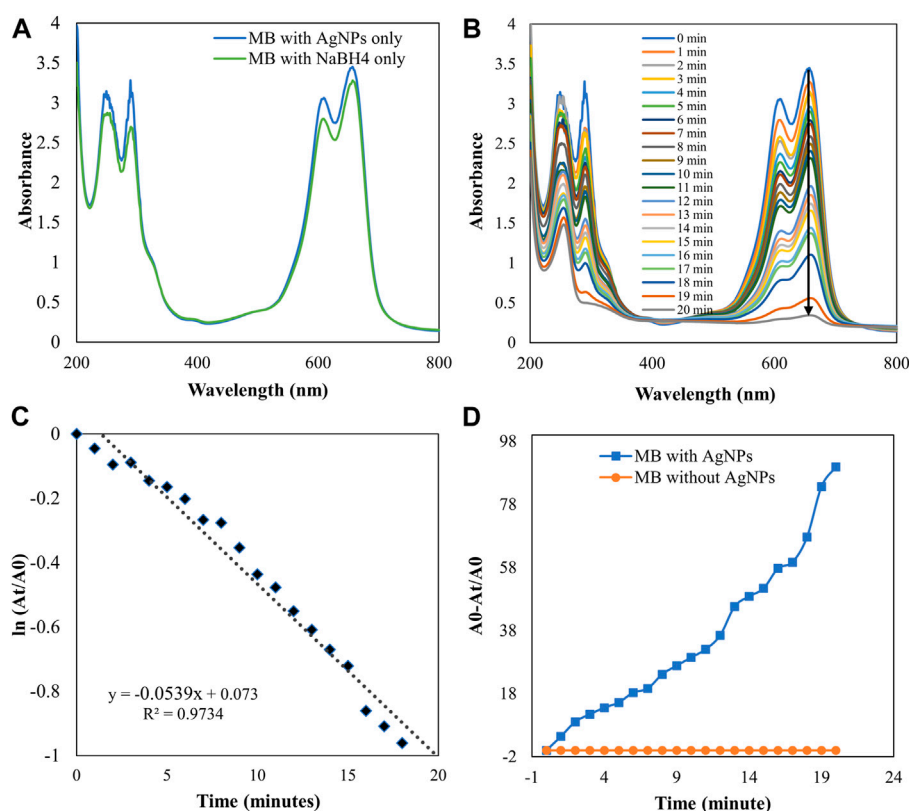 A
MB with AgNPs only
MB with NaBH4 only
4
3.5
3
2.5
2
1.5
1
0.5
0
Absorbance
200 400 600 800
Wavelength (nm)
B
0 min
1 min
2 min
3 min
4 min
5 min
6 min
7 min
8 min
9 min
10 min
11 min
12 min
13 min
14 min
15 min
16 min
17 min
18 min
19 min
20 min
4
3.5
3
2.5
2
1.5
1
0.5
0
Absorbance
200 400 600 800
Wavelength (nm)
C
0
-0.2
-0.4
-0.6
-0.8
-1
ln (At/A0)
y = -0.0539x + 0.073
R² = 0.9734
0 5 10 15 20
Time (minutes)
D
MB with AgNPs
MB without AgNPs
98
78
58
38
18
-2
A0-At/A0
-1 4 9 14 19 24
Time (minute)